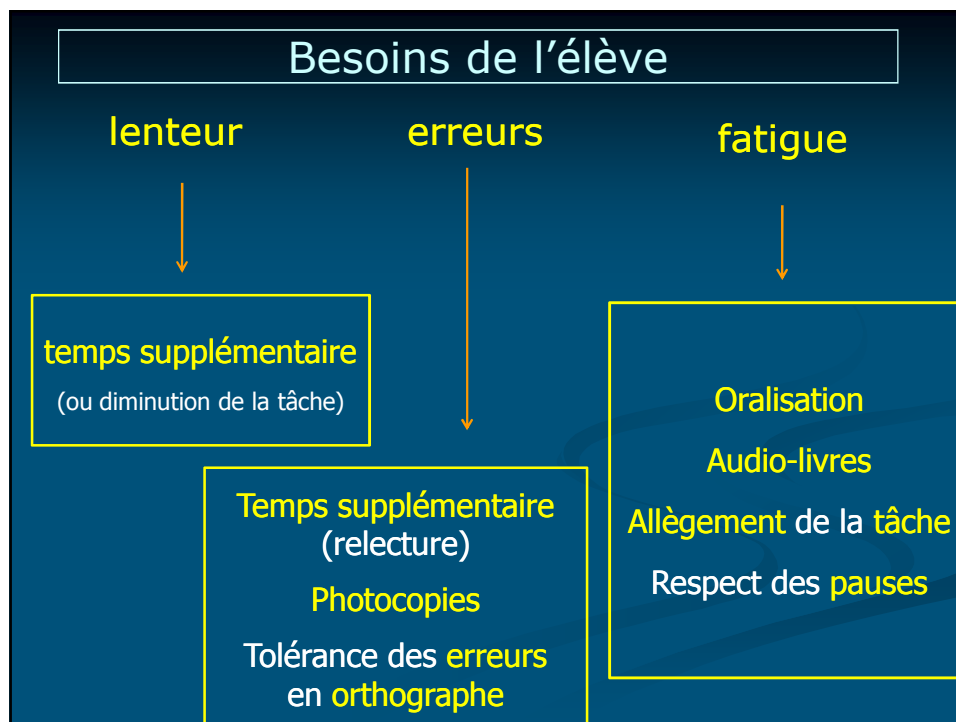 Besoins de l'élève
lenteur
erreurs
fatigue
temps supplémentaire
(ou diminution de la tâche)
Temps supplémentaire
(relecture)
Photocopies
Tolérance des erreurs
en orthographe
Oralisation
Audio-livres
Allègement de la tâche
Respect des pauses